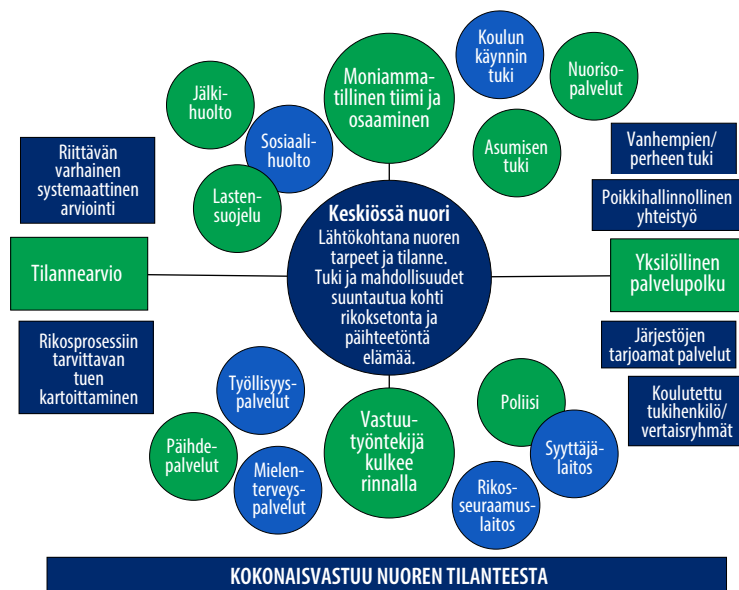 Jälki-
huolto
Sosiaali-
huolto
Lasten-
suojelu
Moniamma-
tillinen tiimi ja
osaaminen
Koulun
käynnin
tuki
Nuoriso-
palvelut
Asumisen
tuki
Riittävän
varhainen
systemaattinen
arviointi
Tilannearvio
Rikosprosessiin
tarvittavan
tuen
kartoittaminen
Keskiössä nuori
Lähtökohtana nuoren
tarpeet ja tilanne.
Tuki ja mahdollisuudet
suuntautua kohti
rikoksetonta ja
päihteetöntä
elämää.
Vanhempien/
perheen tuki
Poikkihallinnollinen
yhteistyö
Yksilöllinen
palvelupolku
Järjestöjen
tarjoamat palvelut
Koulutettu
tukihenkilö/
vertaisryhmät
Työllisyys-
palvelut
Päihde-
palvelut
Mielen-
terveys-
palvelut
Vastuu-
työntekijä
kulkee
rinnalla
Poliisi
Syyttäjä-
laitos
Rikos-
seuraamus-
laitos
KOKONAISVASTUU NUOREN TILANTEESTA